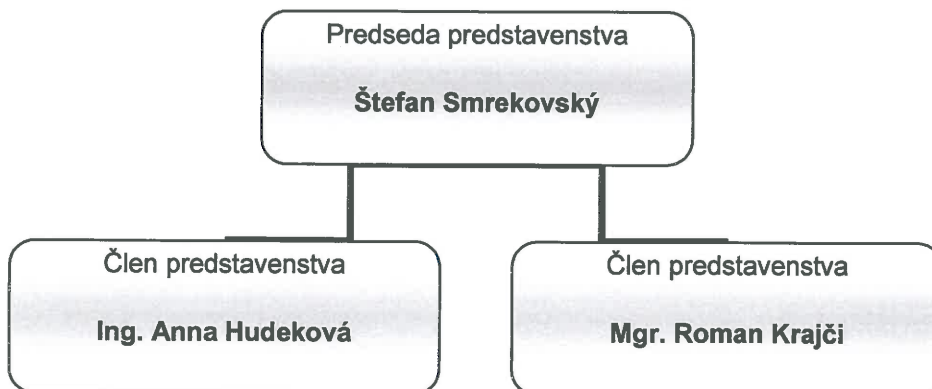 Predseda predstavenstva
Štefan Smrekovský
Člen predstavenstva
Ing. Anna Hudeková
Člen predstavenstva
Mgr. Roman Krajči